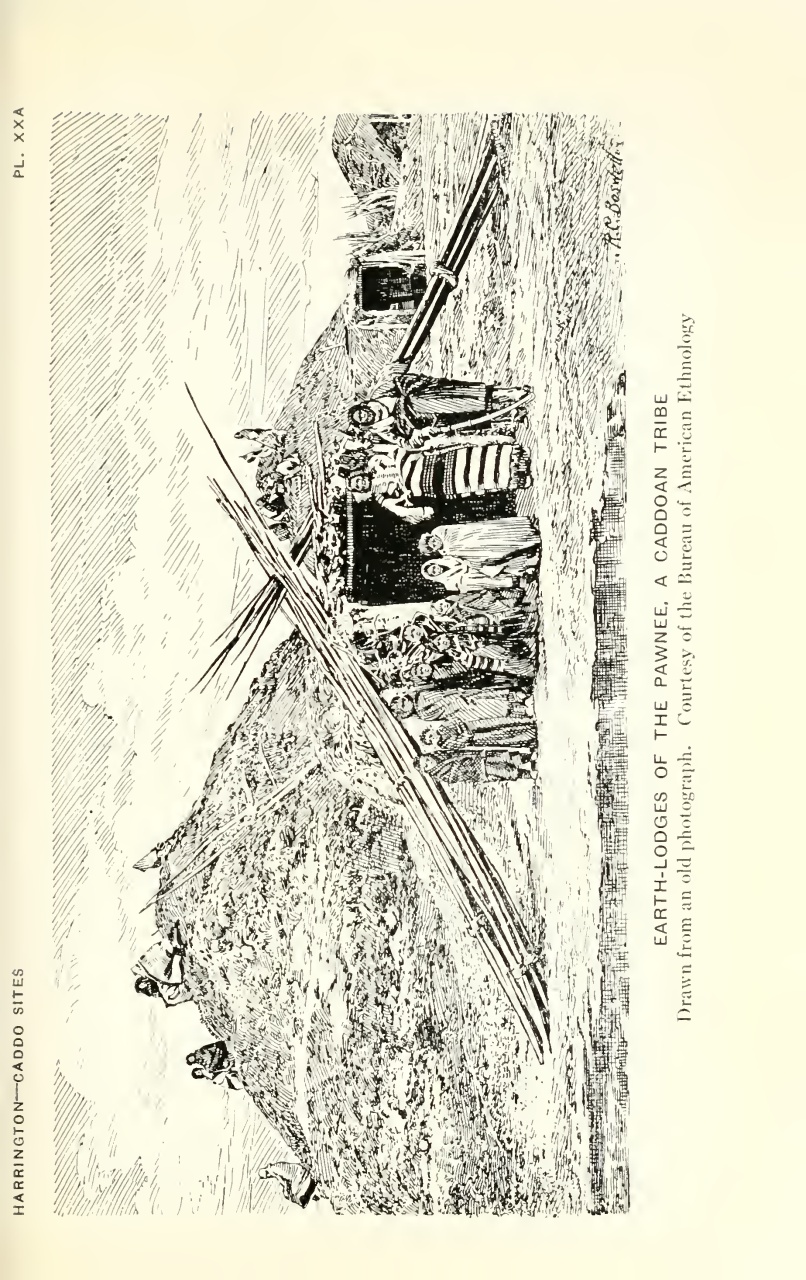 HARRINGTON—CADDO SITES
PL. XXA
EARTH-LODGES OF THE PAWNEE, A CADDOAN TRIBE
Drawn from an old photograph. Courtesy of the Bureau of American Ethnology